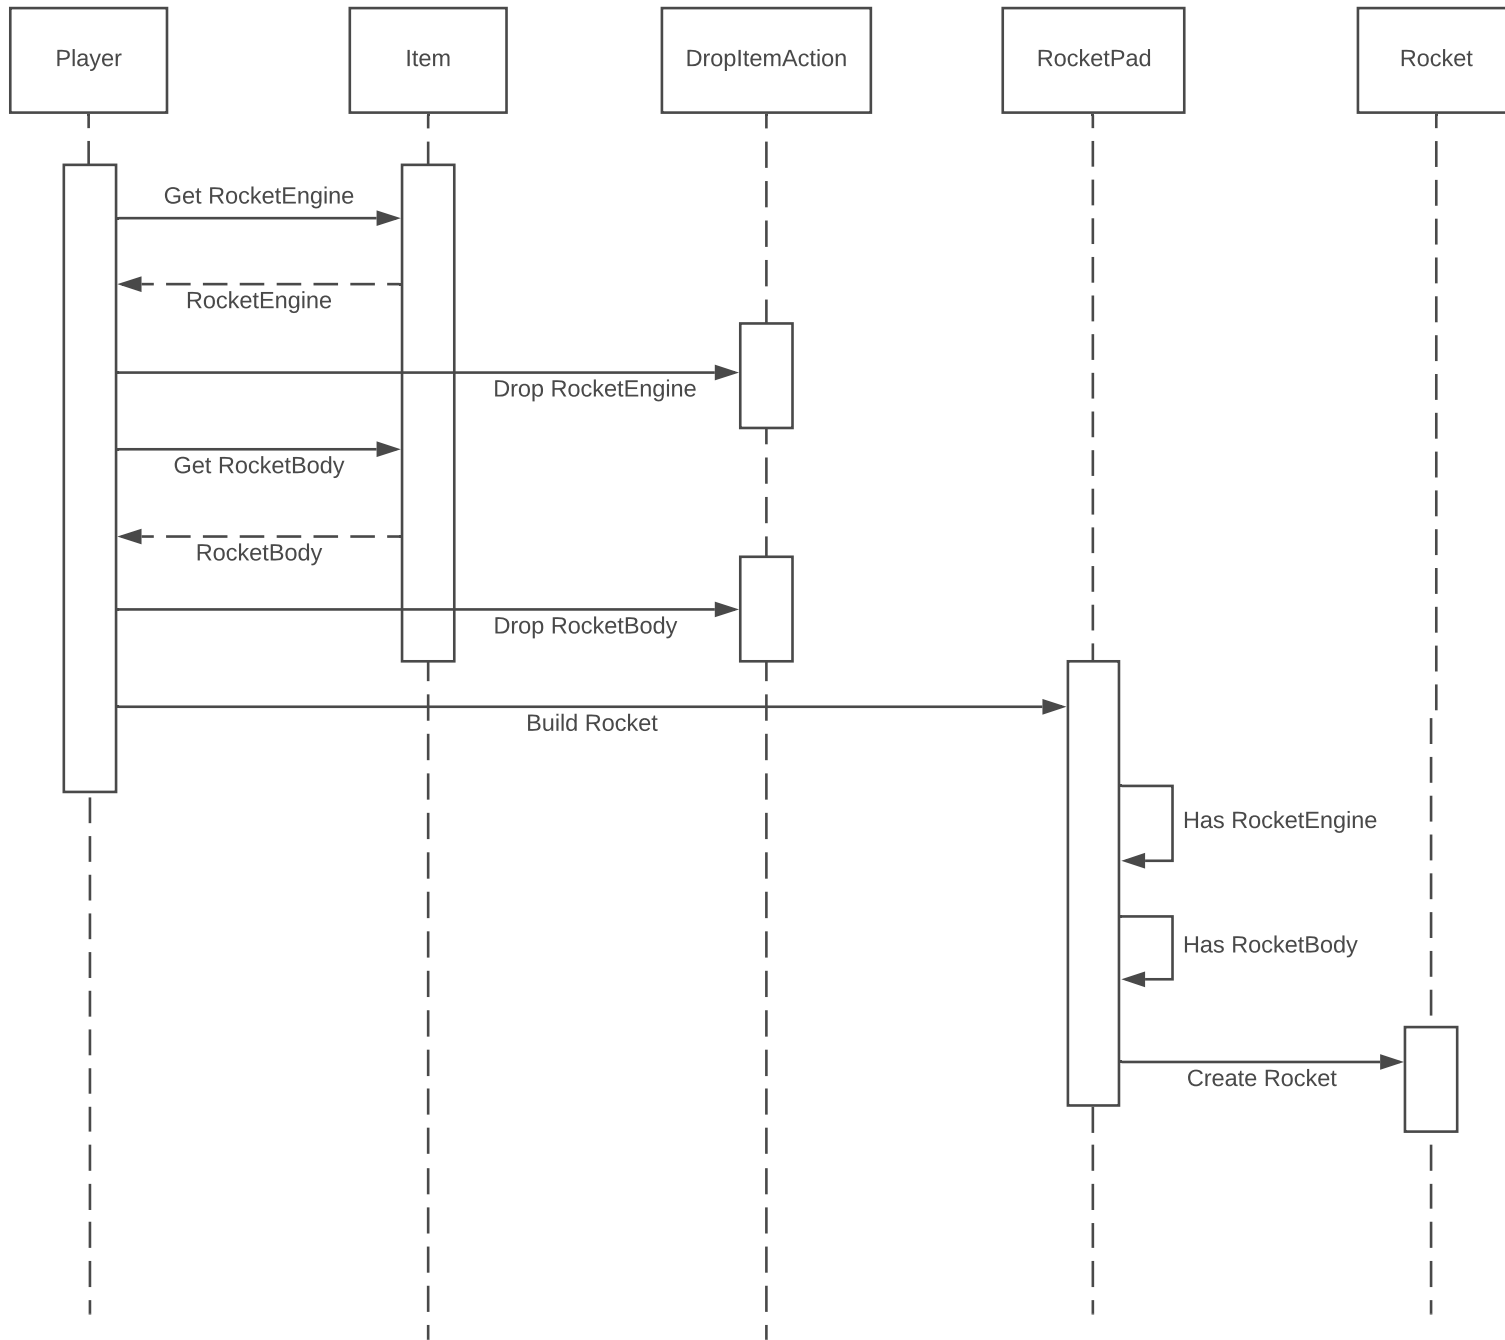 Player
Item
DropItemAction
RocketPad
Rocket
Get RocketEngine
RocketEngine
Drop RocketEngine
Get RocketBody
RocketBody
Drop RocketBody
Build Rocket
Has RocketEngine
Has RocketBody
Create Rocket